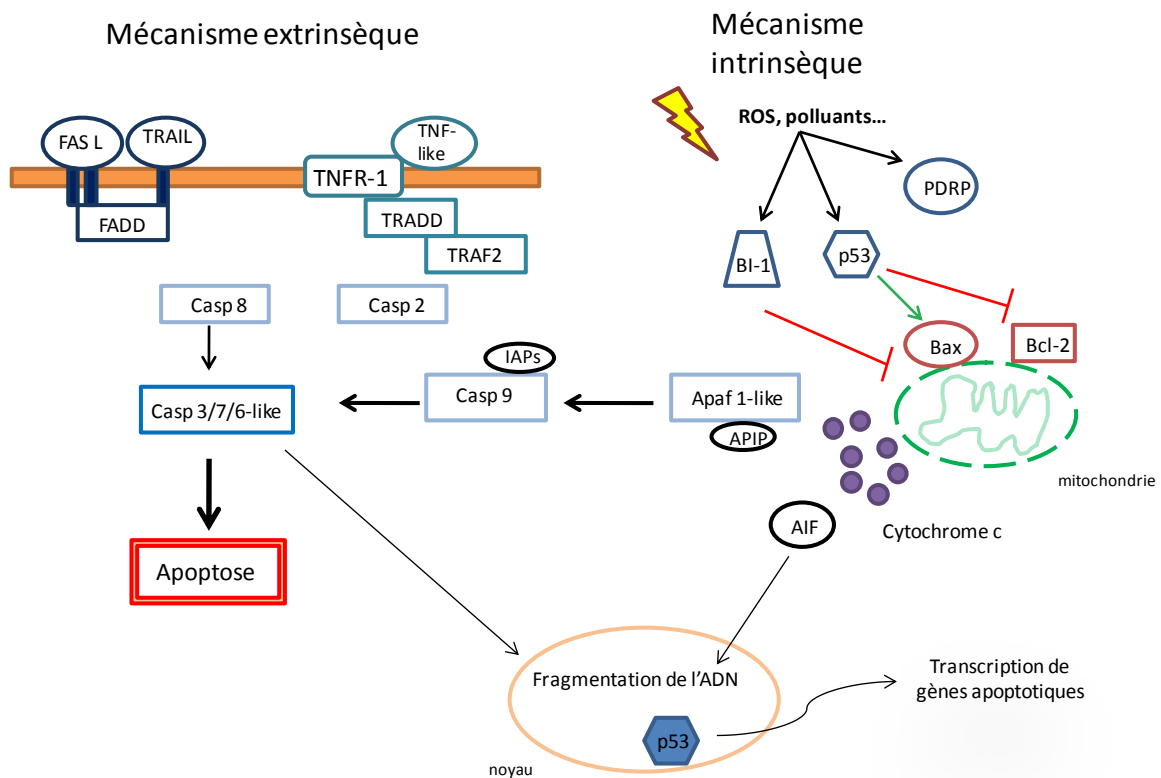 Mécanisme extrinsèque
Mécanisme
intrinsèque
ROS, polluants...
FAS L
TRAIL
TNF-
like
TNFR-1
PDRP
FADD
TRADD
TRAF2
BI-1
p53
Casp 8
Casp 2
IAPs
Bax
Bcl-2
Casp 3/7/6-like
Casp 9
Apaf 1-like
APIP
mitochondrie
AIF
Cytochrome c
Apoptose
Fragmentation de l'ADN
Transcription de
gènes apoptotiques
p53
noyau